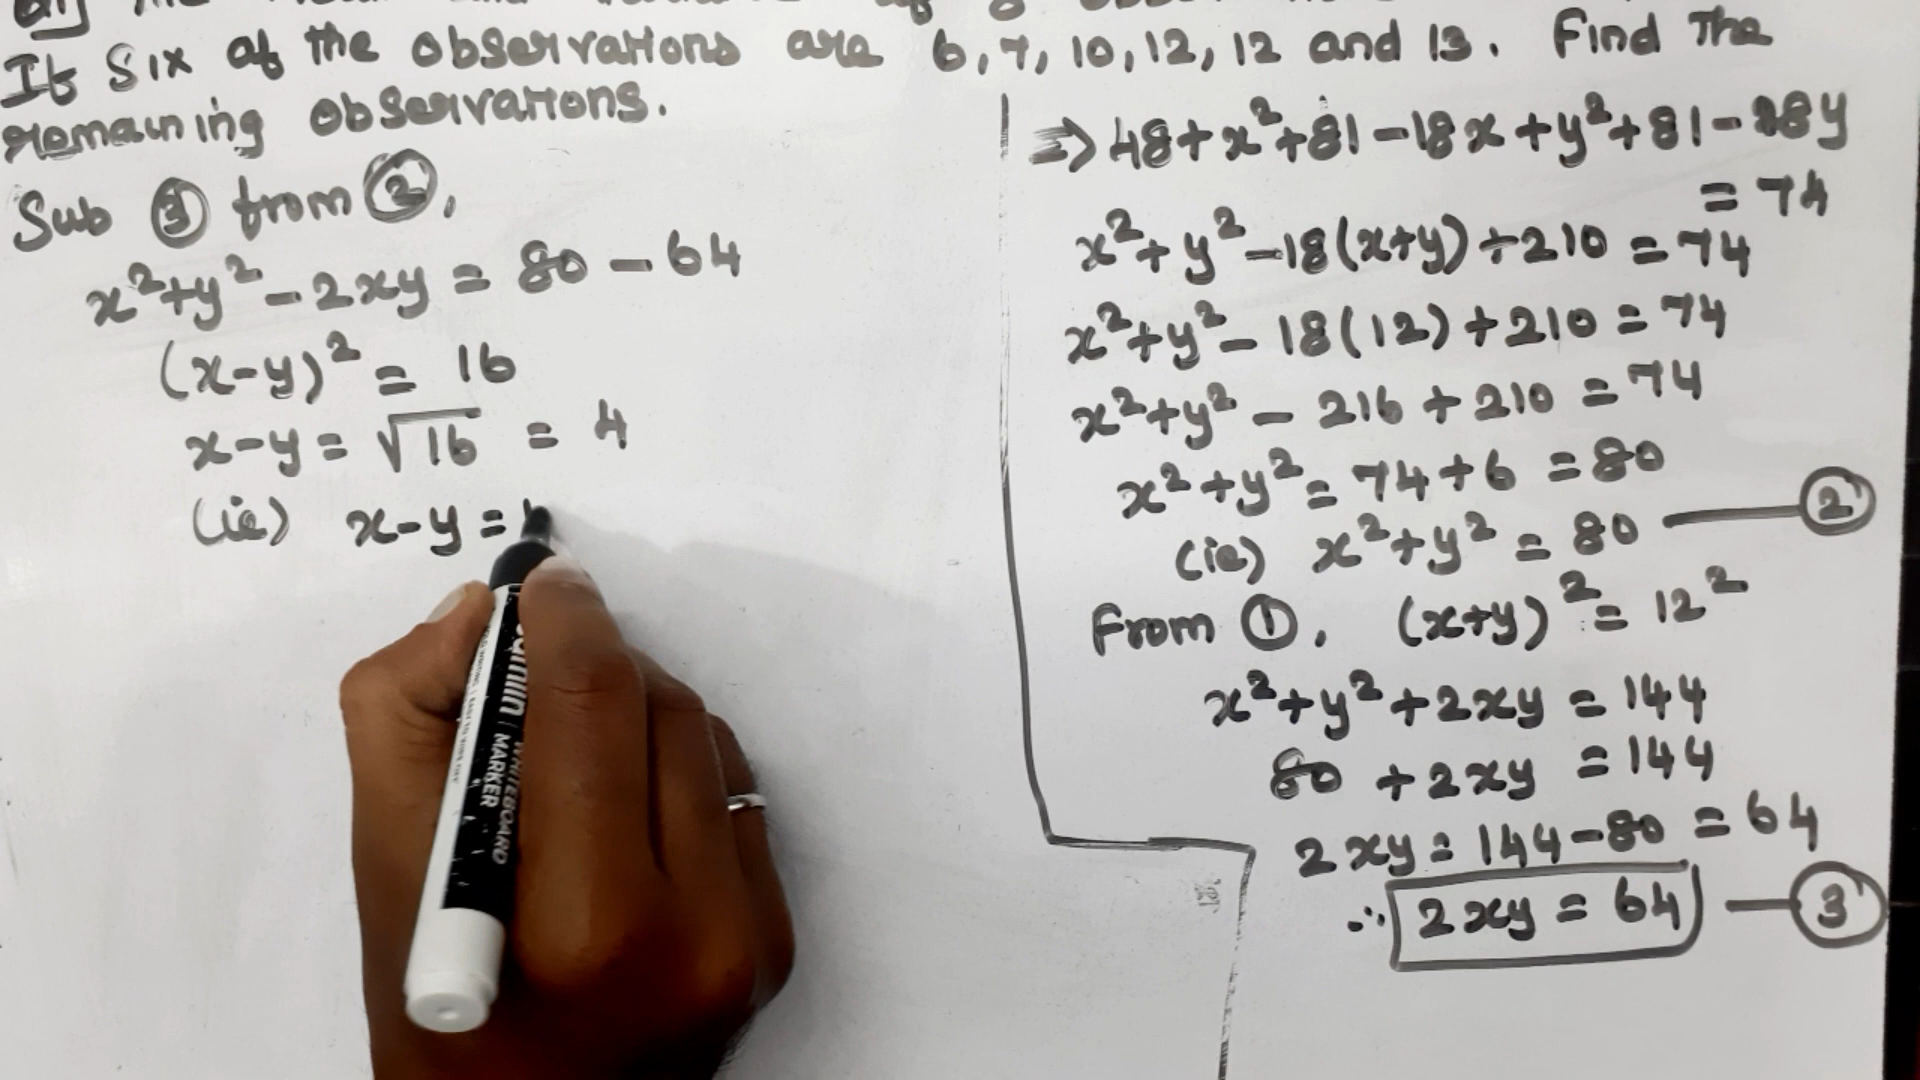 If six of the observations are 6, 7, 10, 12, 12 and 13. Find the
remaining observations.
Sub ③ from ②,
x²+y²-2xy = 80-64
(x-y)² = 16
x-y = √16 = 4
(ie) x-y =
⇒ 48+x²+81-18x+y²+81-18y
= 74
x²+y²-18(x+y)+210 = 74
x²+y²-18(12)+210 = 74
x²+y²-216+210 = 74
x²+y² = 74+6 = 80
(ie) x²+y² = 80 — ②
From ①, (x+y)² = 12²
x²+y²+2xy = 144
80 + 2xy = 144
2xy = 144-80 = 64
∴ 2xy = 64 — ③
camlin WHITEBOARD
MARKER